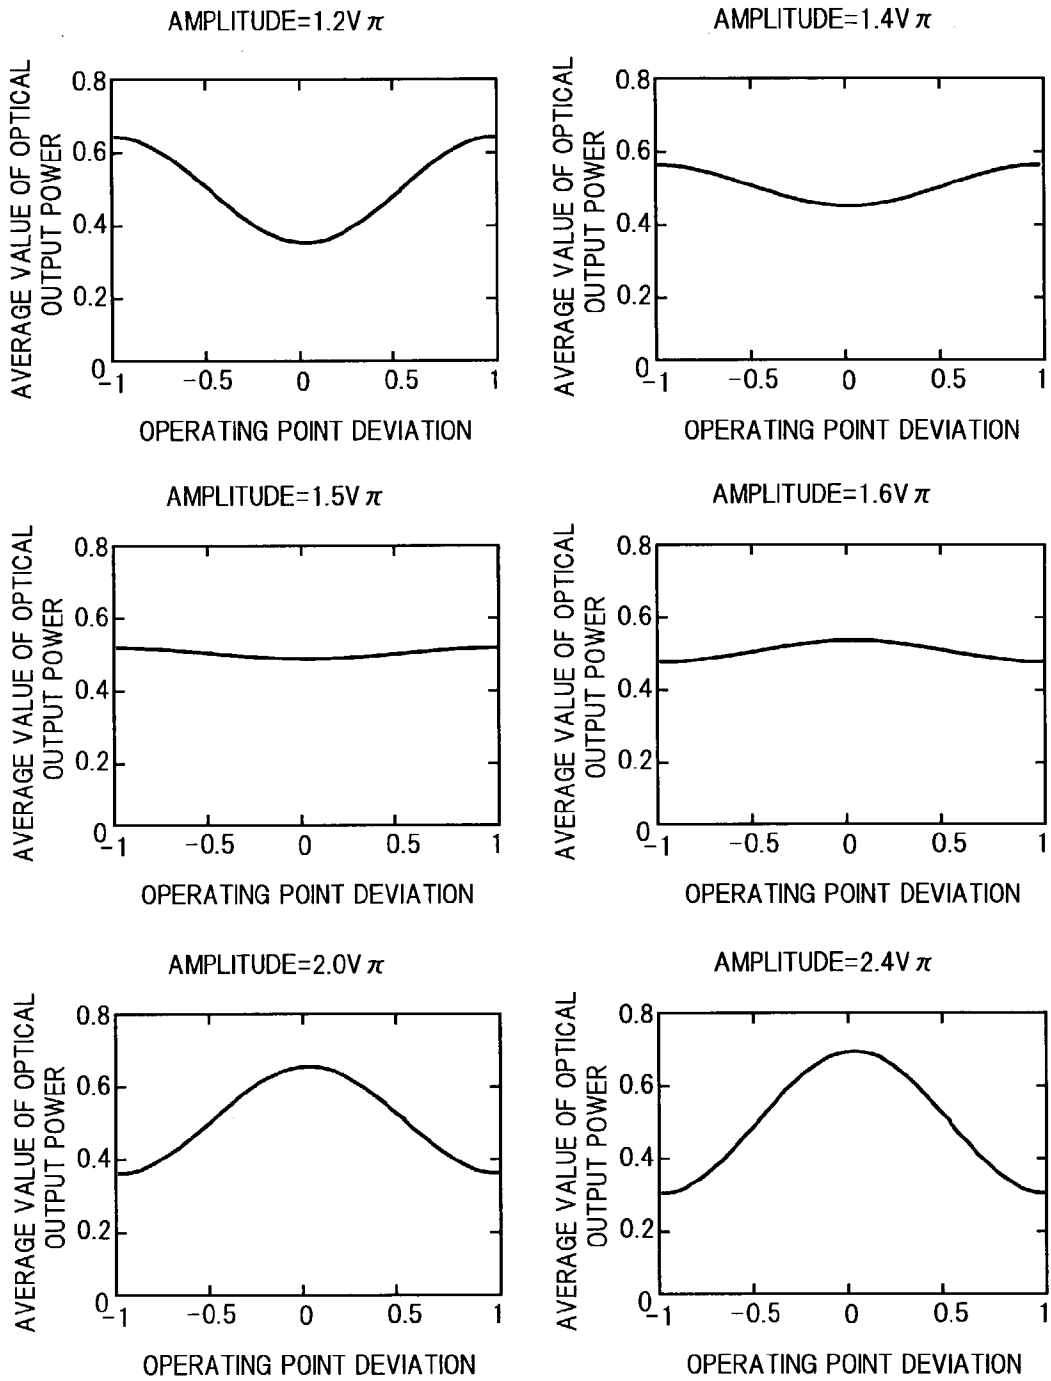 AMPLITUDE=1.2Vπ
AVERAGE VALUE OF OPTICAL
OUTPUT POWER
0.8
0.6
0.4
0.2
0
-1
-0.5
0
0.5
1
OPERATING POINT DEVIATION
AMPLITUDE=1.4Vπ
AVERAGE VALUE OF OPTICAL
OUTPUT POWER
0.8
0.6
0.4
0.2
0
-1
-0.5
0
0.5
1
OPERATING POINT DEVIATION
AMPLITUDE=1.5Vπ
AVERAGE VALUE OF OPTICAL
OUTPUT POWER
0.8
0.6
0.4
0.2
0
-1
-0.5
0
0.5
1
OPERATING POINT DEVIATION
AMPLITUDE=1.6Vπ
AVERAGE VALUE OF OPTICAL
OUTPUT POWER
0.8
0.6
0.4
0.2
0
-1
-0.5
0
0.5
1
OPERATING POINT DEVIATION
AMPLITUDE=2.0Vπ
AVERAGE VALUE OF OPTICAL
OUTPUT POWER
0.8
0.6
0.4
0.2
0
-1
-0.5
0
0.5
1
OPERATING POINT DEVIATION
AMPLITUDE=2.4Vπ
AVERAGE VALUE OF OPTICAL
OUTPUT POWER
0.8
0.6
0.4
0.2
0
-1
-0.5
0
0.5
1
OPERATING POINT DEVIATION